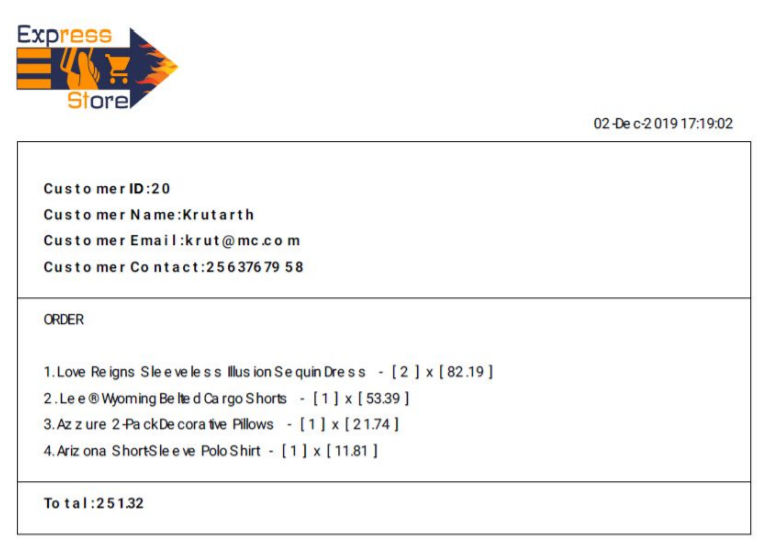 Express
Store
02-Dec-2019 17:19:02
Customer ID:20
Customer Name:Krutarth
Customer Email:krut@mc.com
Customer Contact:2563767958
ORDER
1.Love Reigns Sleeveless Illusion Sequin Dress - [ 2 ] x [ 82.19 ]
2.Lee® Wyoming Belted Cargo Shorts - [ 1 ] x [ 53.39 ]
3.Azzure 2-Pack Decorative Pillows - [ 1 ] x [ 21.74 ]
4.Arizona Short-Sleeve Polo Shirt - [ 1 ] x [ 11.81 ]
Total:251.32